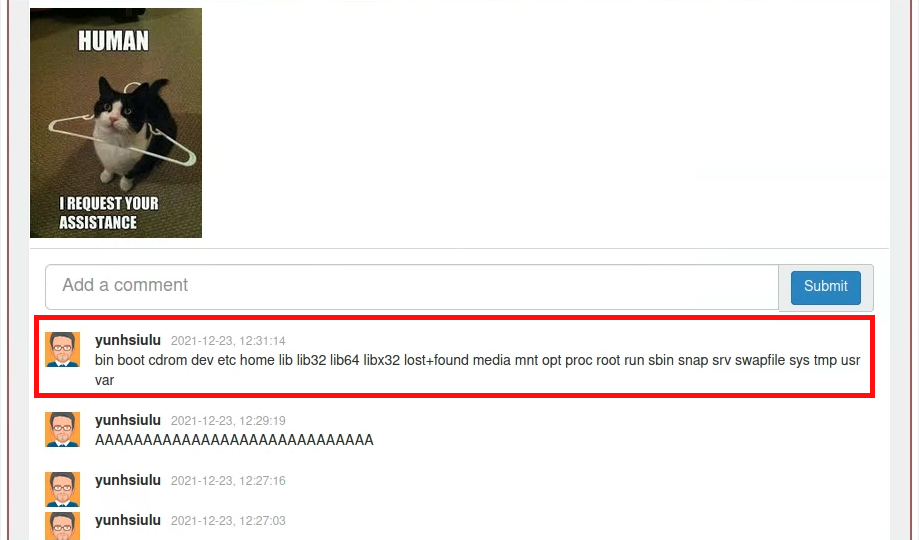 HUMAN
I REQUEST YOUR
ASSISTANCE
Add a comment
Submit
yunhsiulu 2021-12-23, 12:31:14
bin boot cdrom dev etc home lib lib32 lib64 libx32 lost+found media mnt opt proc root run sbin snap srv swapfile sys tmp usr
var
yunhsiulu 2021-12-23, 12:29:19
AAAAAAAAAAAAAAAAAAAAAAAAAAAAA
yunhsiulu 2021-12-23, 12:27:16
yunhsiulu 2021-12-23, 12:27:03